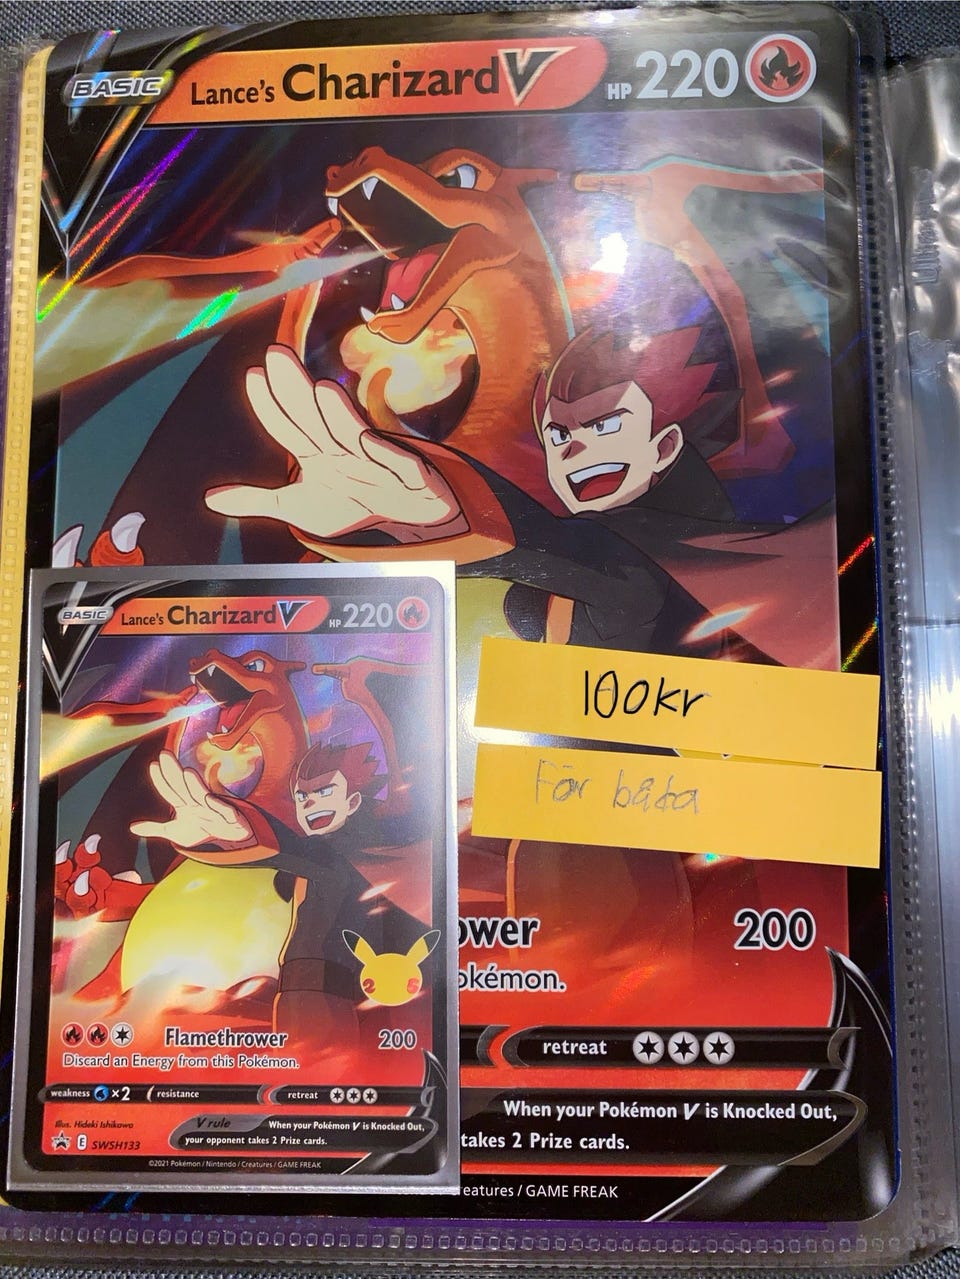 BASIC Lance's Charizard V HP 220
BASIC Lance's Charizard V HP 220
25
Flamethrower 200
Discard an Energy from this Pokémon.
weakness ×2 resistance retreat
Illus. Hideki Ishikawa
V rule When your Pokémon V is Knocked Out,
your opponent takes 2 Prize cards.
E SWSH133
©2021 Pokémon / Nintendo / Creatures / GAME FREAK
100kr
För båda
ower 200
okémon.
retreat
When your Pokémon V is Knocked Out,
takes 2 Prize cards.
reatures / GAME FREAK